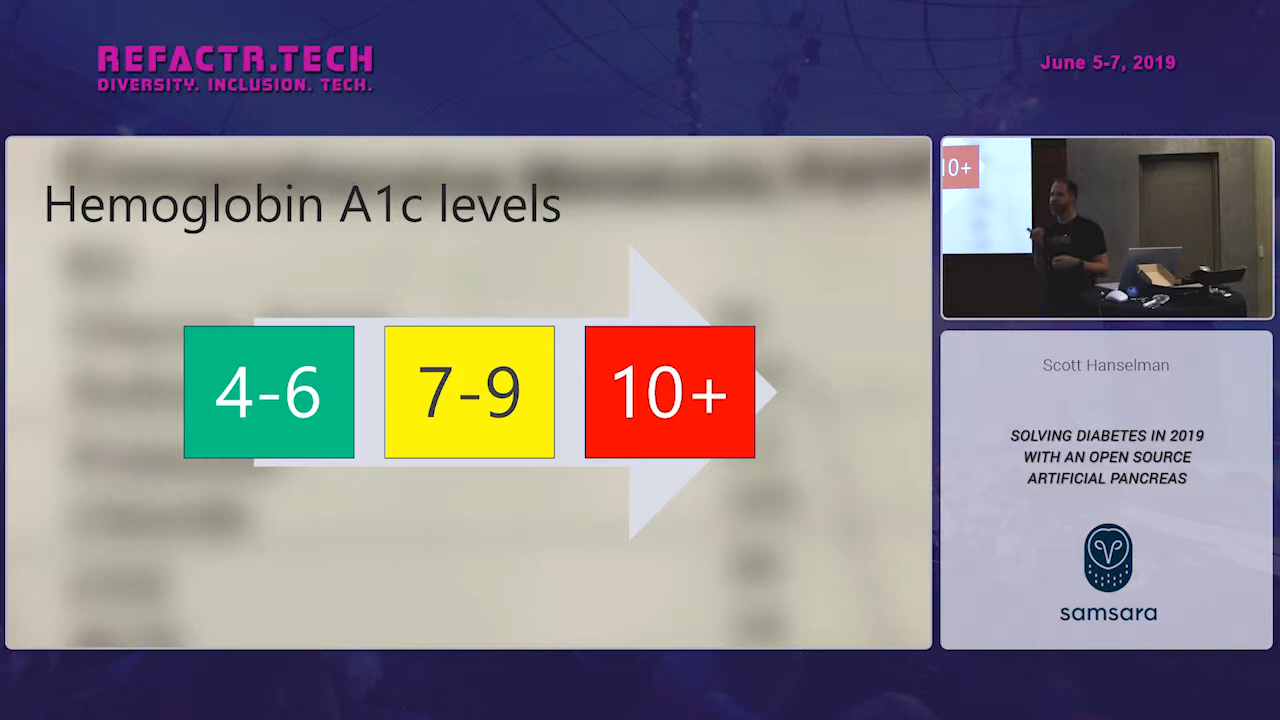 REFACTR.TECH
DIVERSITY. INCLUSION. TECH.
June 5-7, 2019
Hemoglobin A1c levels
4-6
7-9
10+
10+
Scott Hanselman
SOLVING DIABETES IN 2019
WITH AN OPEN SOURCE
ARTIFICIAL PANCREAS
samsara